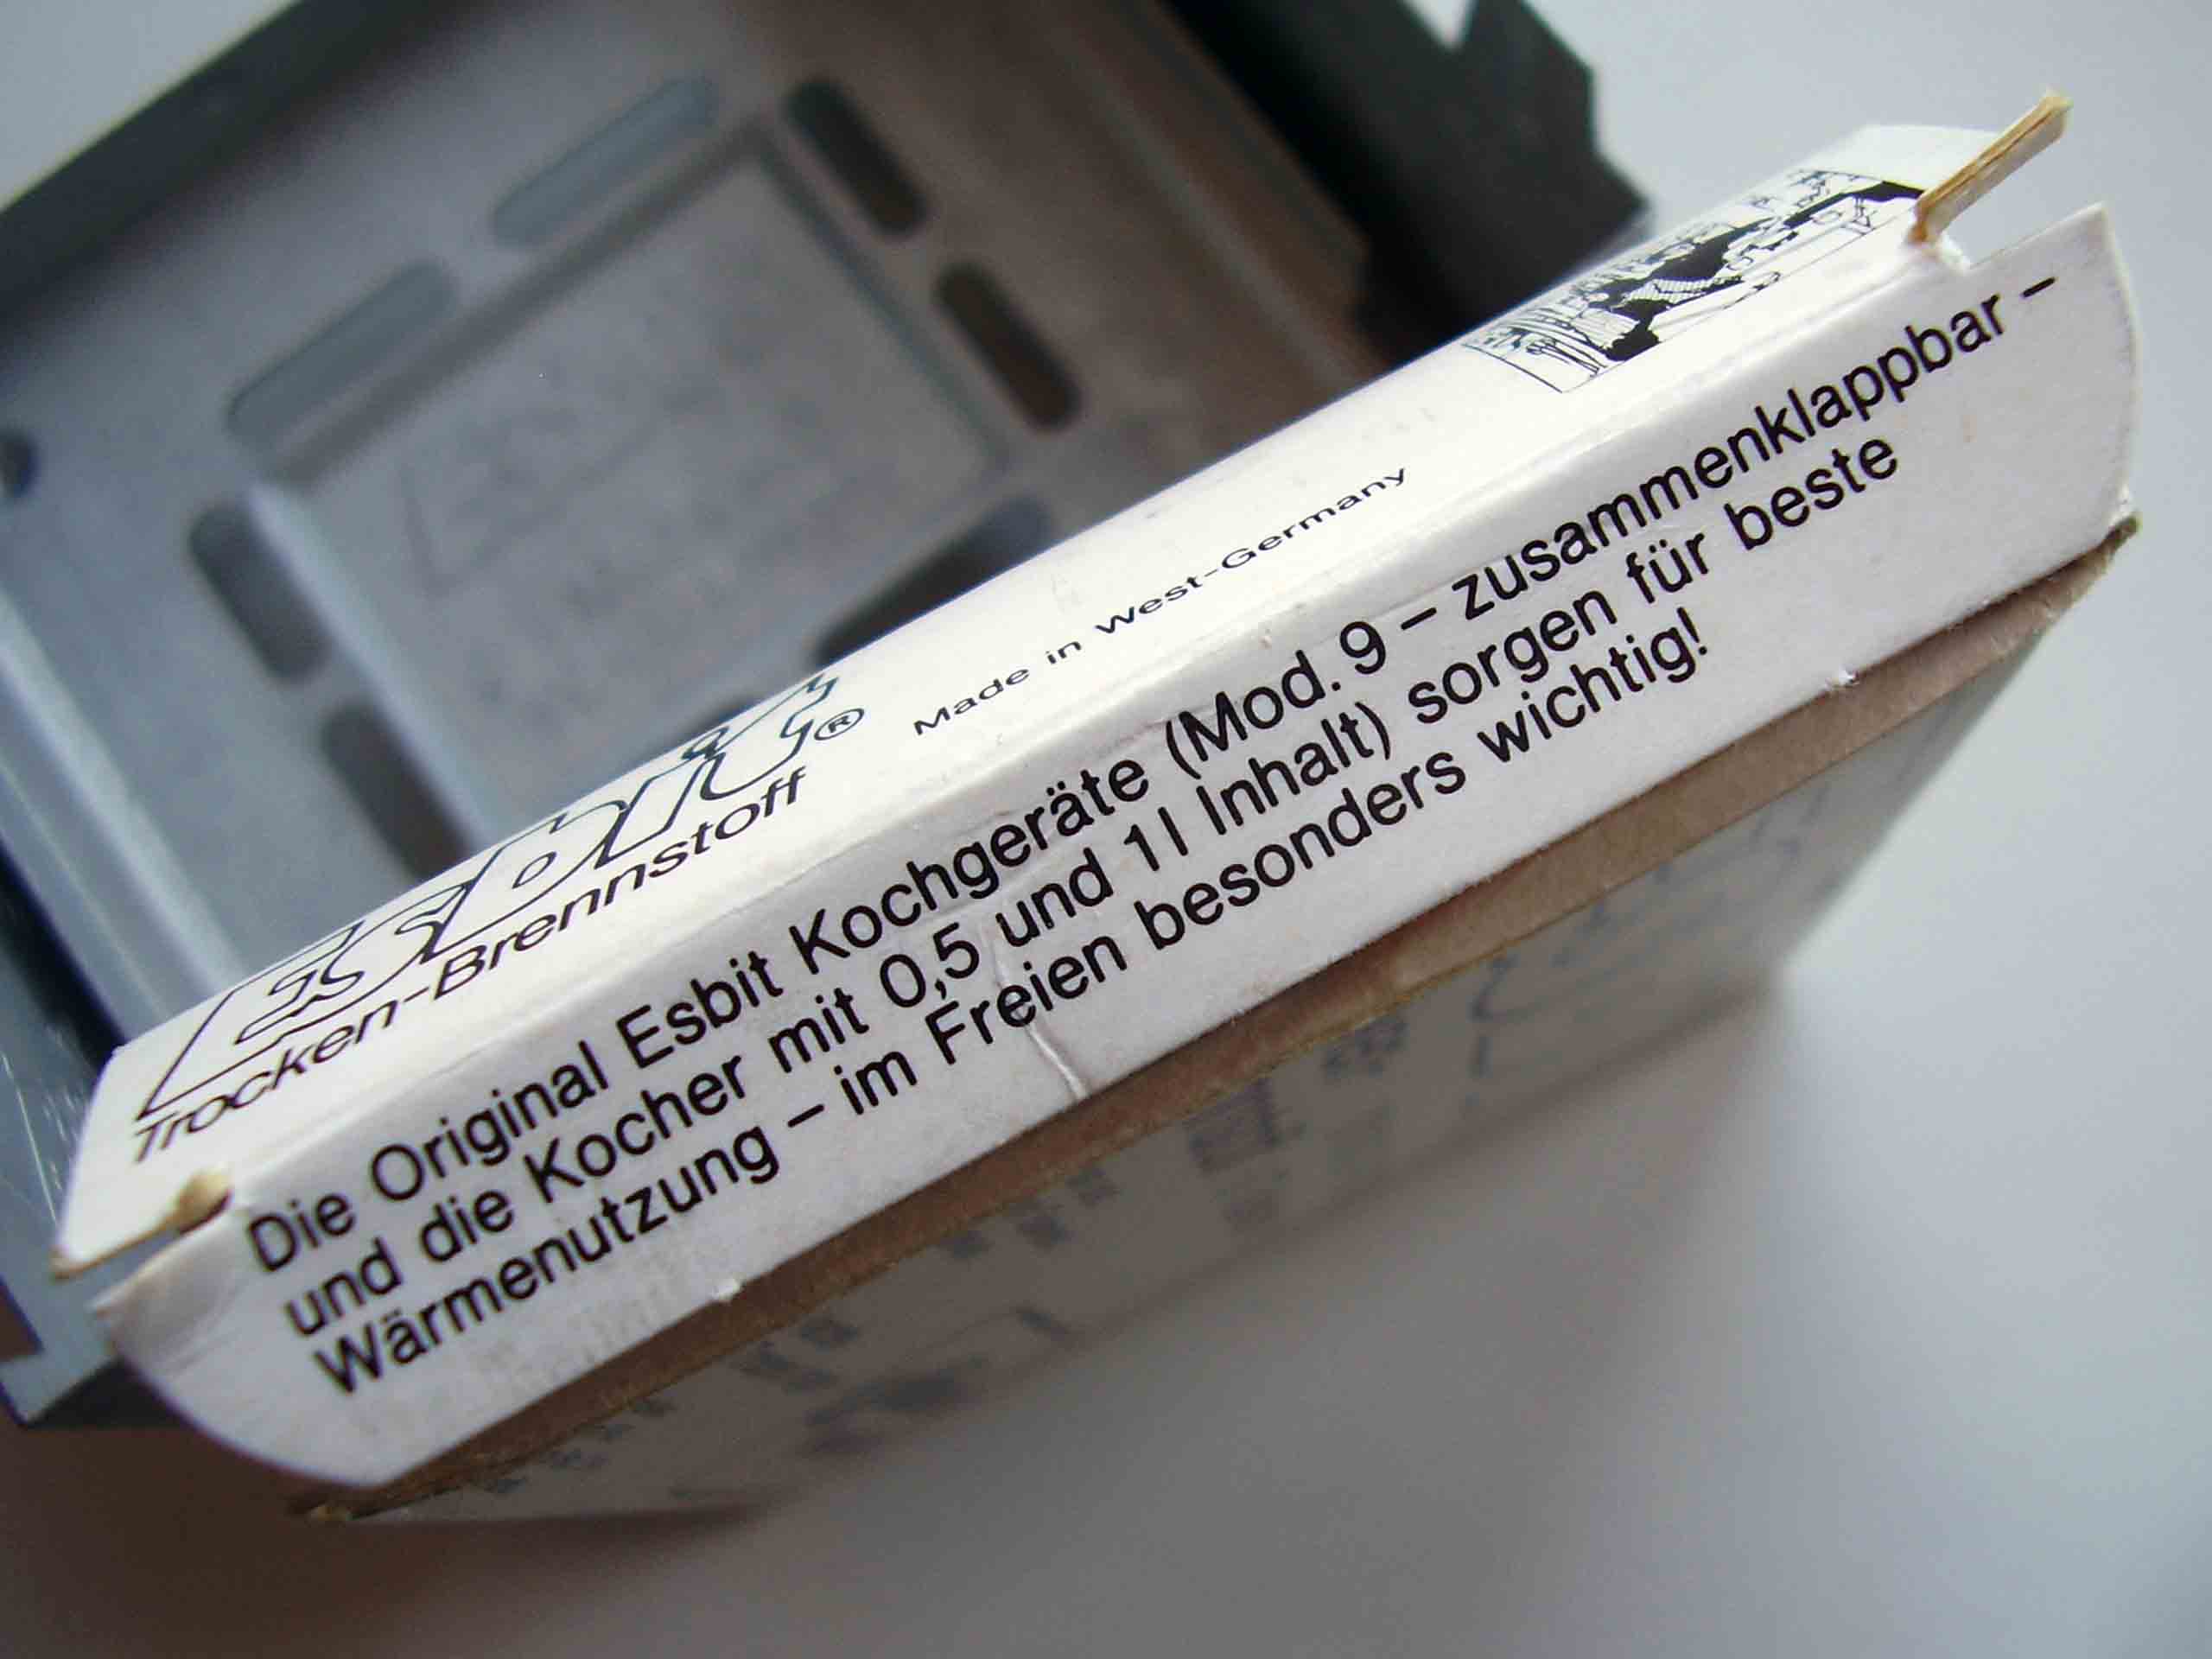 Esbit®
Trocken-Brennstoff
Made in West-Germany
Die Original Esbit Kochgeräte (Mod. 9 – zusammenklappbar –
und die Kocher mit 0,5 und 1 l Inhalt) sorgen für beste
Wärmenutzung – im Freien besonders wichtig!